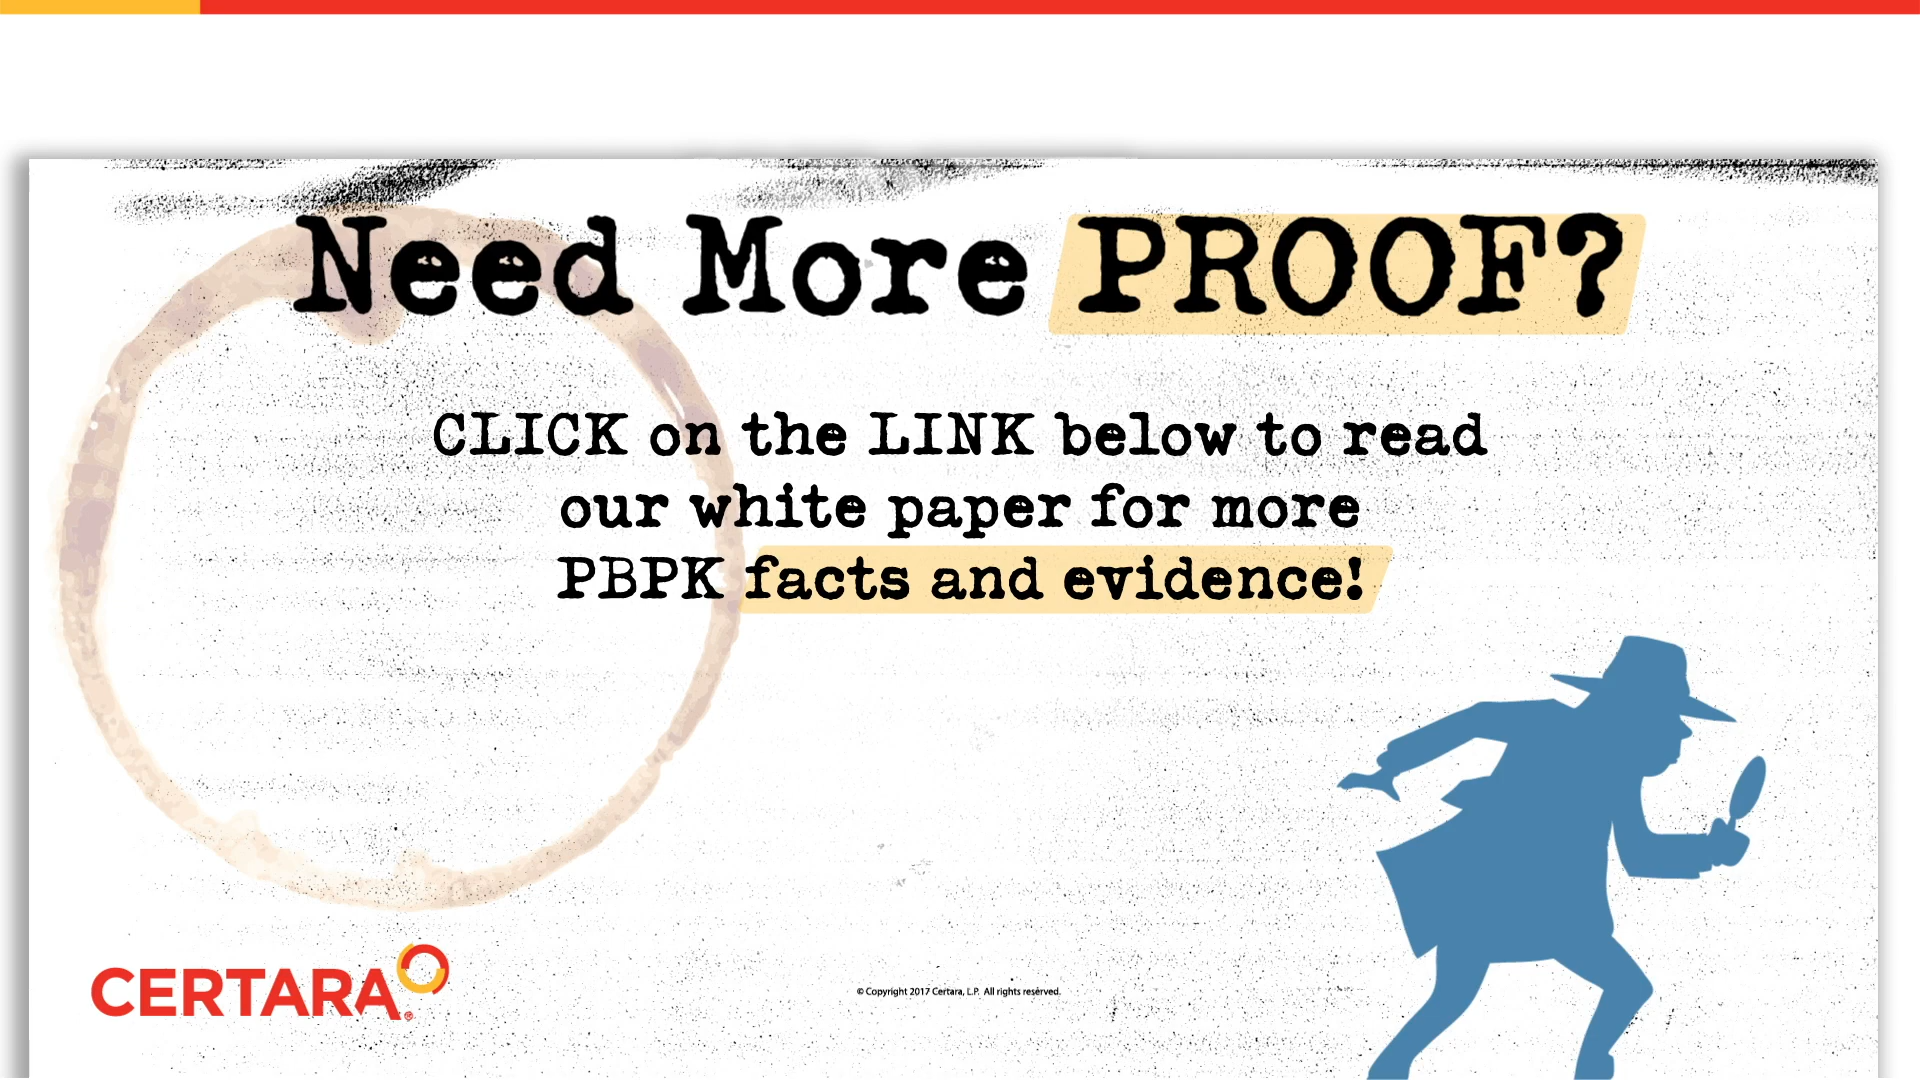 Need More PROOF?
CLICK on the LINK below to read
our white paper for more
PBPK facts and evidence!
CERTARA®
© Copyright 2017 Certara, L.P. All rights reserved.